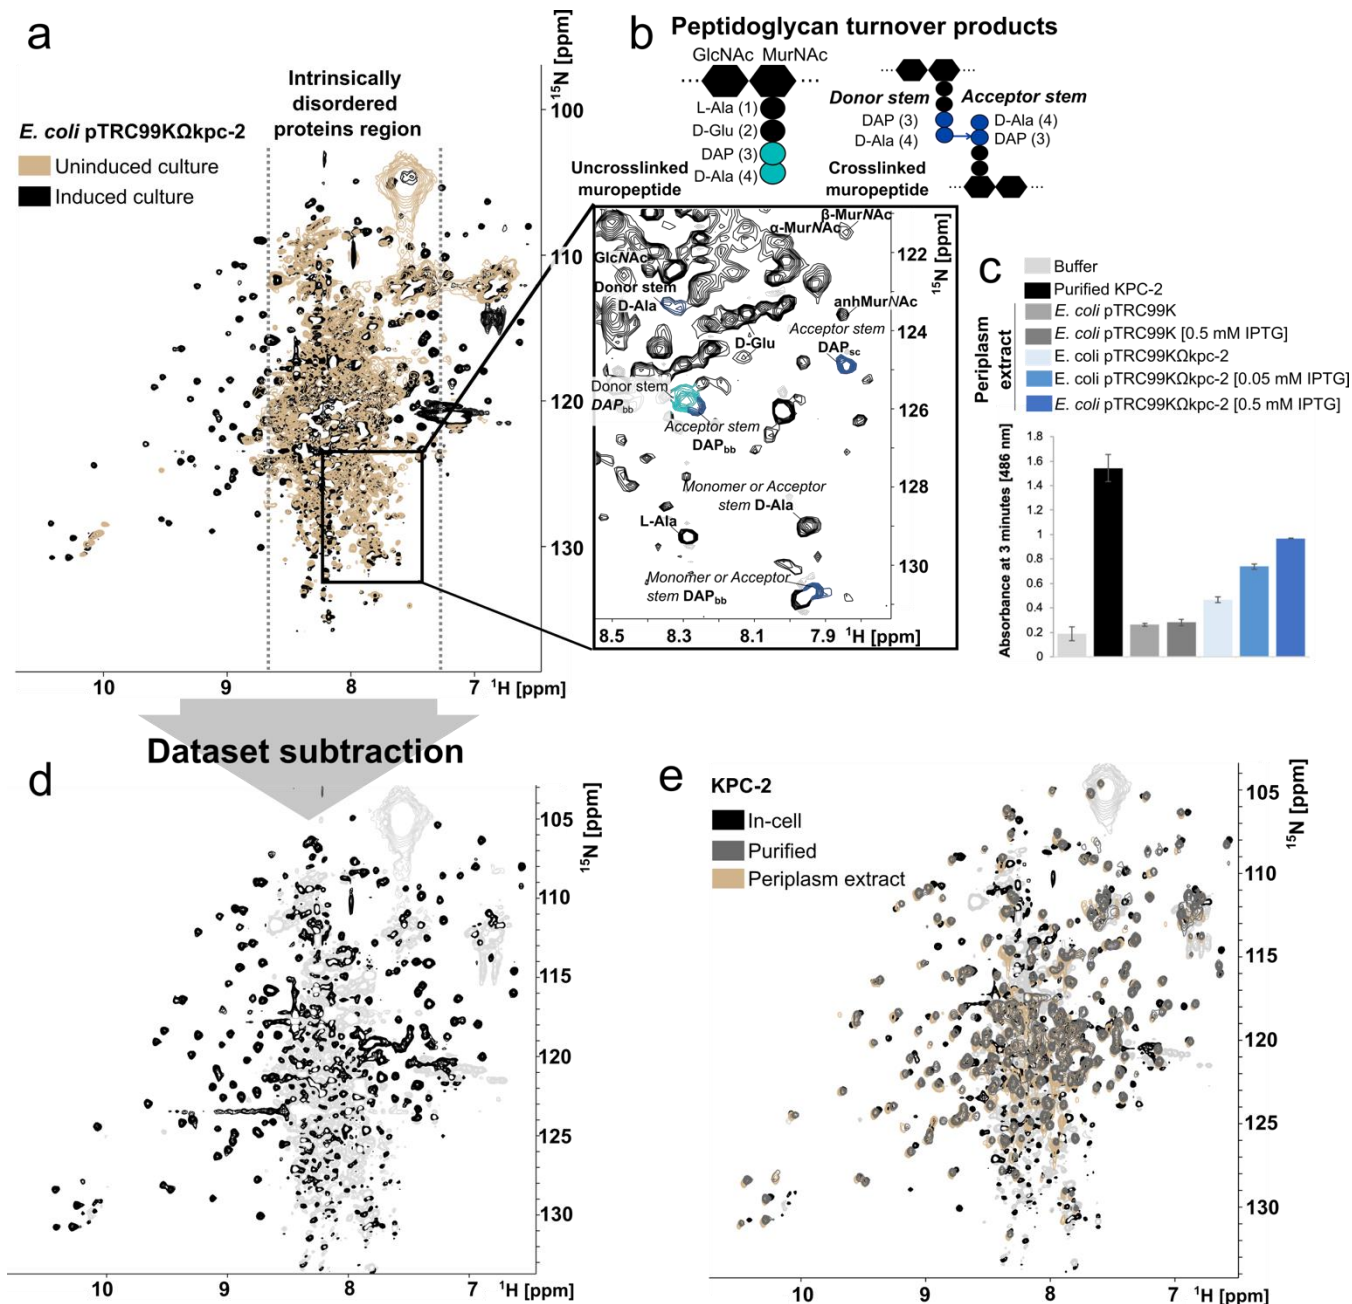 a
Intrinsically
disordered
proteins region
E. coli pTRC99KΩkpc-2
Uninduced culture
Induced culture
¹⁵N [ppm]
100
110
120
130
10
9
8
7
¹H [ppm]
b
Peptidoglycan turnover products
GlcNAc
MurNAc
L-Ala (1)
D-Glu (2)
DAP (3)
D-Ala (4)
Uncrosslinked
muropeptide
Donor stem
DAP (3)
D-Ala (4)
Acceptor stem
D-Ala (4)
DAP (3)
Crosslinked
muropeptide
β-MurNAc
α-MurNAc
GlcNAc
Donor stem
D-Ala
anhMurNAc
D-Glu
Acceptor stem
DAPsc
Donor stem
DAPbb
Acceptor stem
DAPbb
Monomer or Acceptor
stem D-Ala
L-Ala
Monomer or Acceptor
stem DAPbb
¹⁵N [ppm]
122
124
126
128
130
8.5
8.3
8.1
7.9
¹H [ppm]
c
Buffer
Purified KPC-2
Periplasm
extract
E. coli pTRC99K
E. coli pTRC99K [0.5 mM IPTG]
E. coli pTRC99KΩkpc-2
E. coli pTRC99KΩkpc-2 [0.05 mM IPTG]
E. coli pTRC99KΩkpc-2 [0.5 mM IPTG]
Absorbance at 3 minutes [486 nm]
1.8
1.6
1.4
1.2
1
0.8
0.6
0.4
0.2
0
Dataset subtraction
d
¹⁵N [ppm]
105
110
115
120
125
130
10
9
8
7
¹H [ppm]
e
KPC-2
In-cell
Purified
Periplasm extract
¹⁵N [ppm]
105
110
115
120
125
130
10
9
8
7
¹H [ppm]